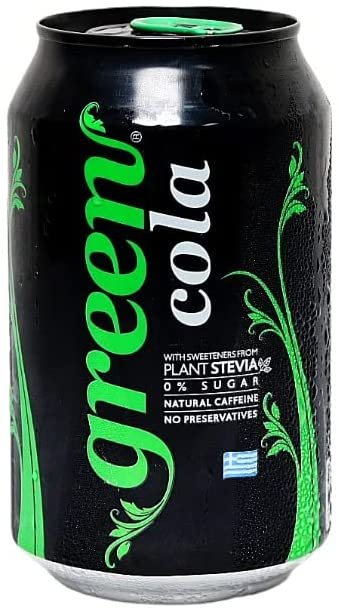 green®
cola
WITH SWEETENERS FROM
PLANT STEVIA
0% SUGAR
NATURAL CAFFEINE
NO PRESERVATIVES